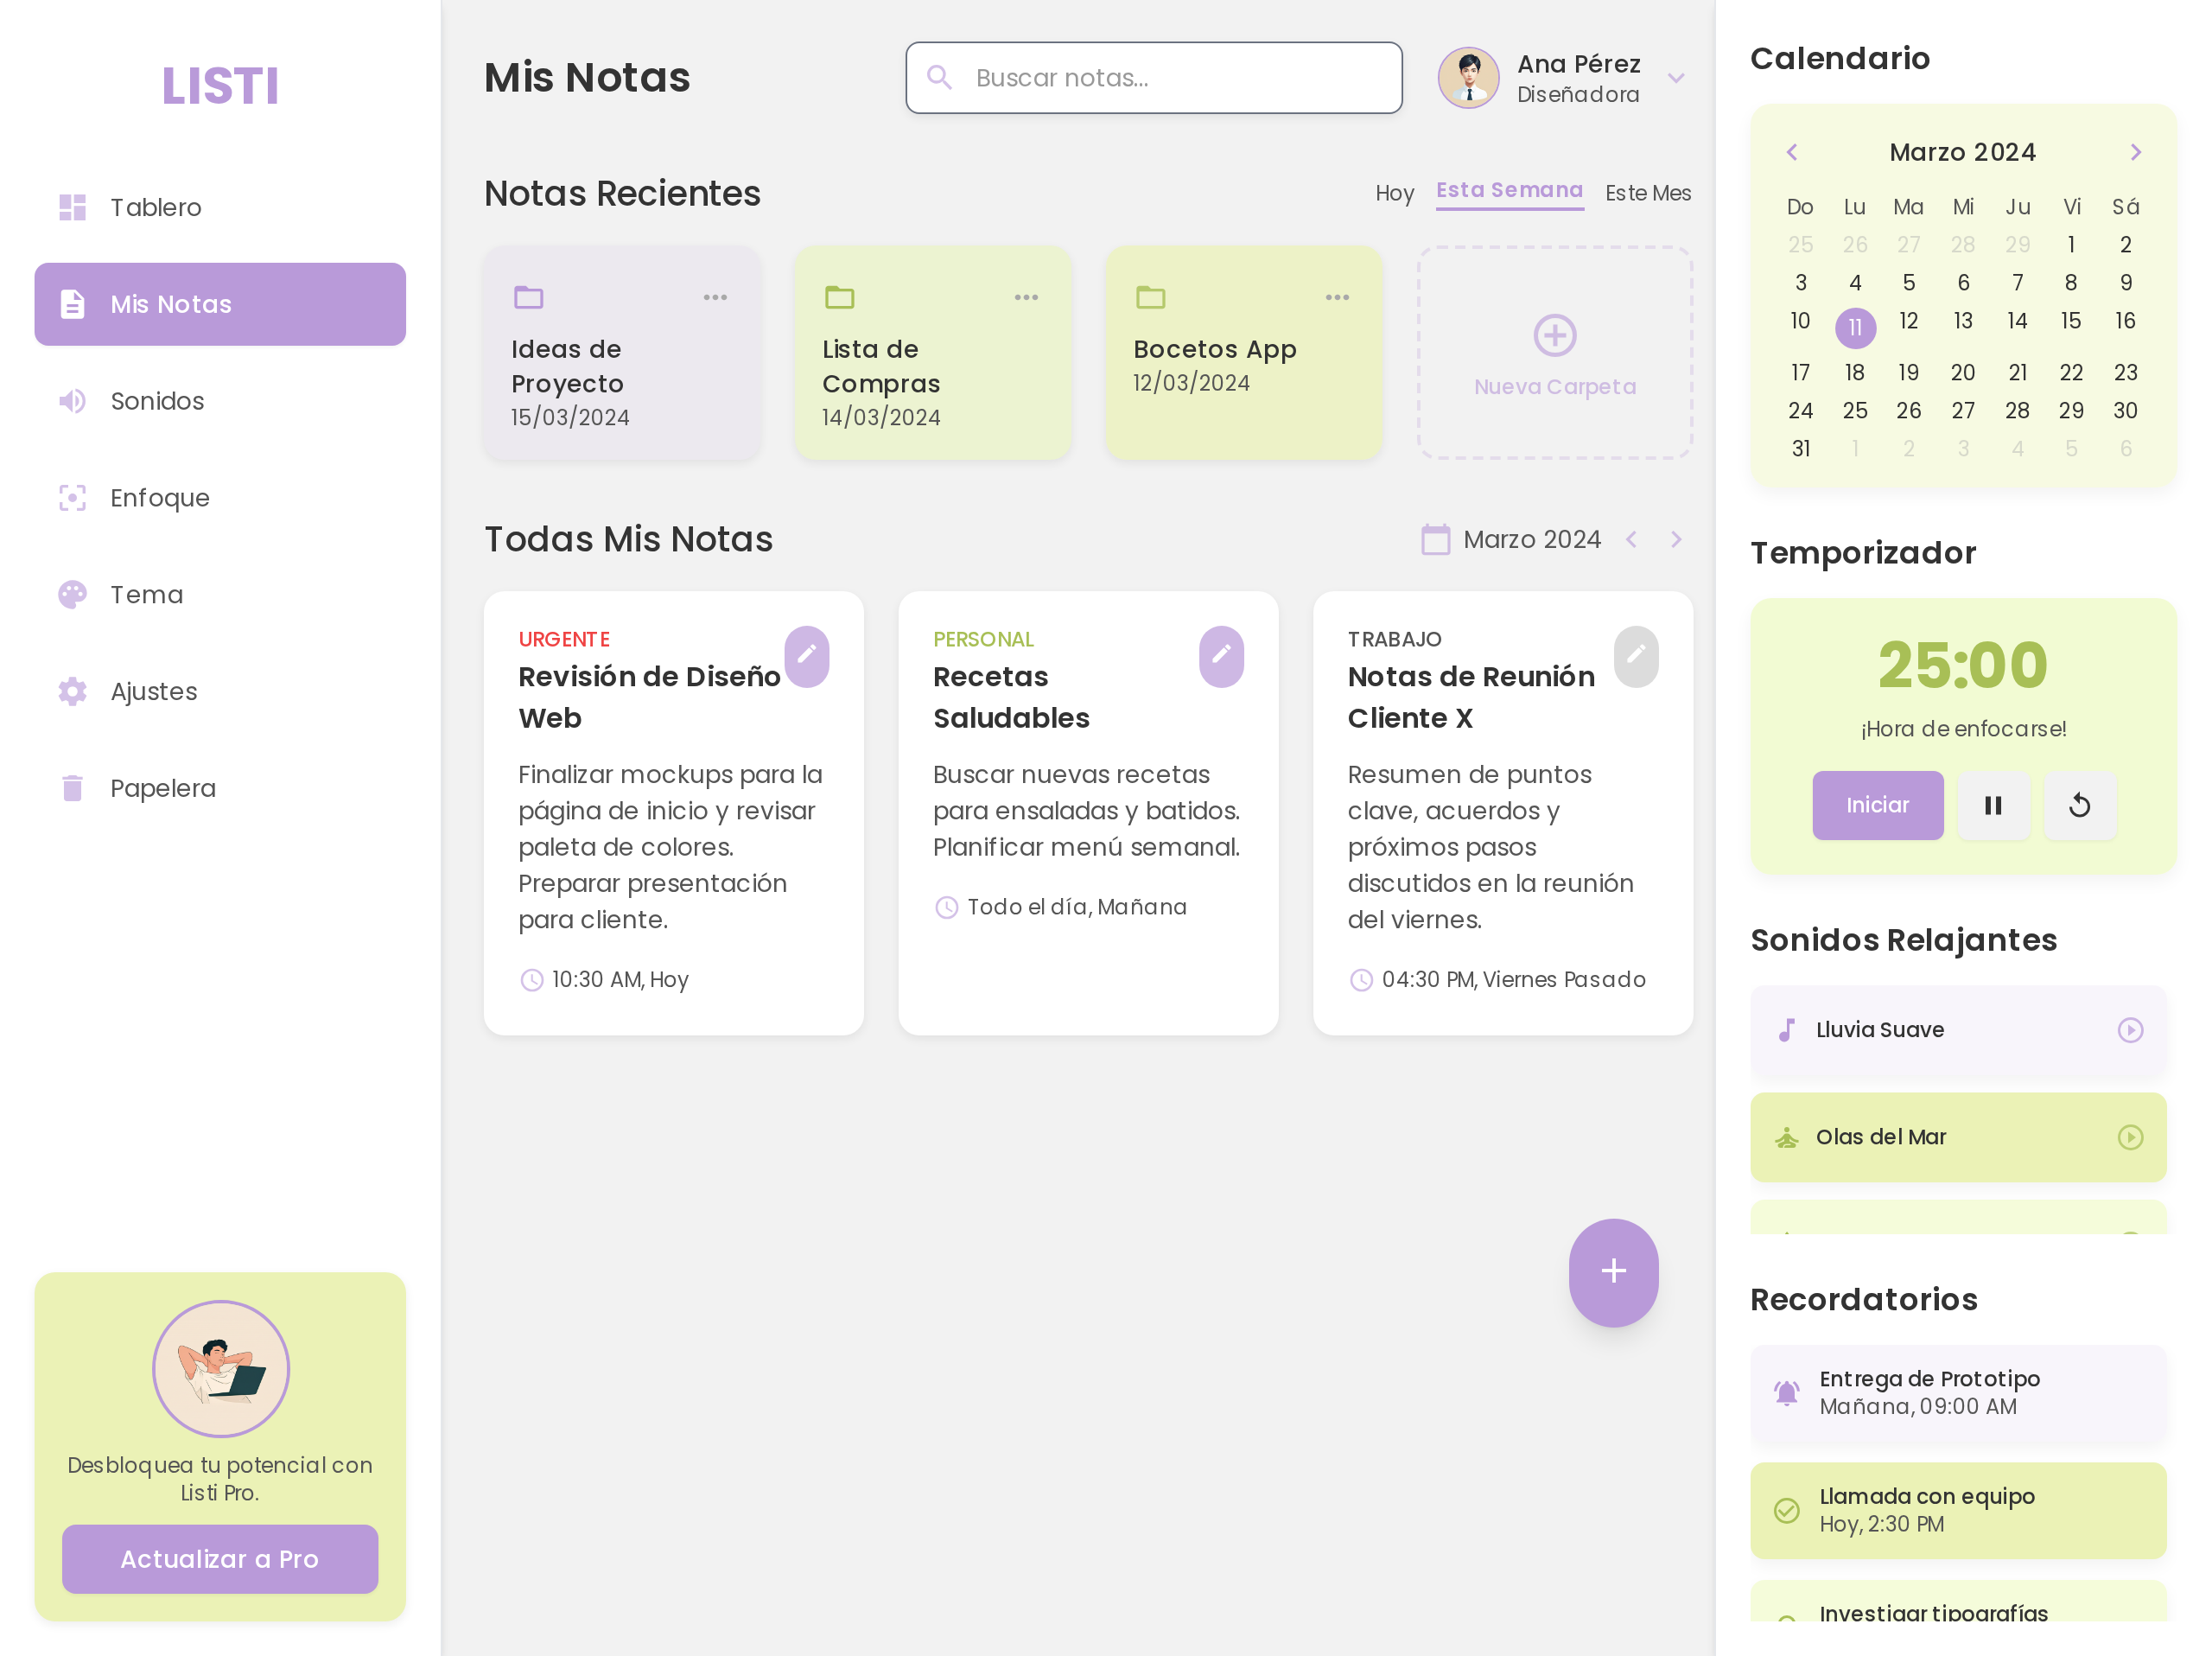 LISTI
Tablero
Mis Notas
Sonidos
Enfoque
Tema
Ajustes
Papelera
Desbloquea tu potencial con
Listi Pro.
Actualizar a Pro
Mis Notas
Buscar notas...
Ana Pérez
Diseñadora
Notas Recientes
Hoy Esta Semana Este Mes
Ideas de
Proyecto
15/03/2024
Lista de
Compras
14/03/2024
Bocetos App
12/03/2024
Nueva Carpeta
Todas Mis Notas
Marzo 2024
URGENTE
Revisión de Diseño
Web
Finalizar mockups para la
página de inicio y revisar
paleta de colores.
Preparar presentación
para cliente.
10:30 AM, Hoy
PERSONAL
Recetas
Saludables
Buscar nuevas recetas
para ensaladas y batidos.
Planificar menú semanal.
Todo el día, Mañana
TRABAJO
Notas de Reunión
Cliente X
Resumen de puntos
clave, acuerdos y
próximos pasos
discutidos en la reunión
del viernes.
04:30 PM, Viernes Pasado
Calendario
Marzo 2024
Do Lu Ma Mi Ju Vi Sá
25 26 27 28 29 1 2
3 4 5 6 7 8 9
10 11 12 13 14 15 16
17 18 19 20 21 22 23
24 25 26 27 28 29 30
31 1 2 3 4 5 6
Temporizador
25:00
¡Hora de enfocarse!
Iniciar
Sonidos Relajantes
Lluvia Suave
Olas del Mar
Recordatorios
Entrega de Prototipo
Mañana, 09:00 AM
Llamada con equipo
Hoy, 2:30 PM
Investigar tipografías